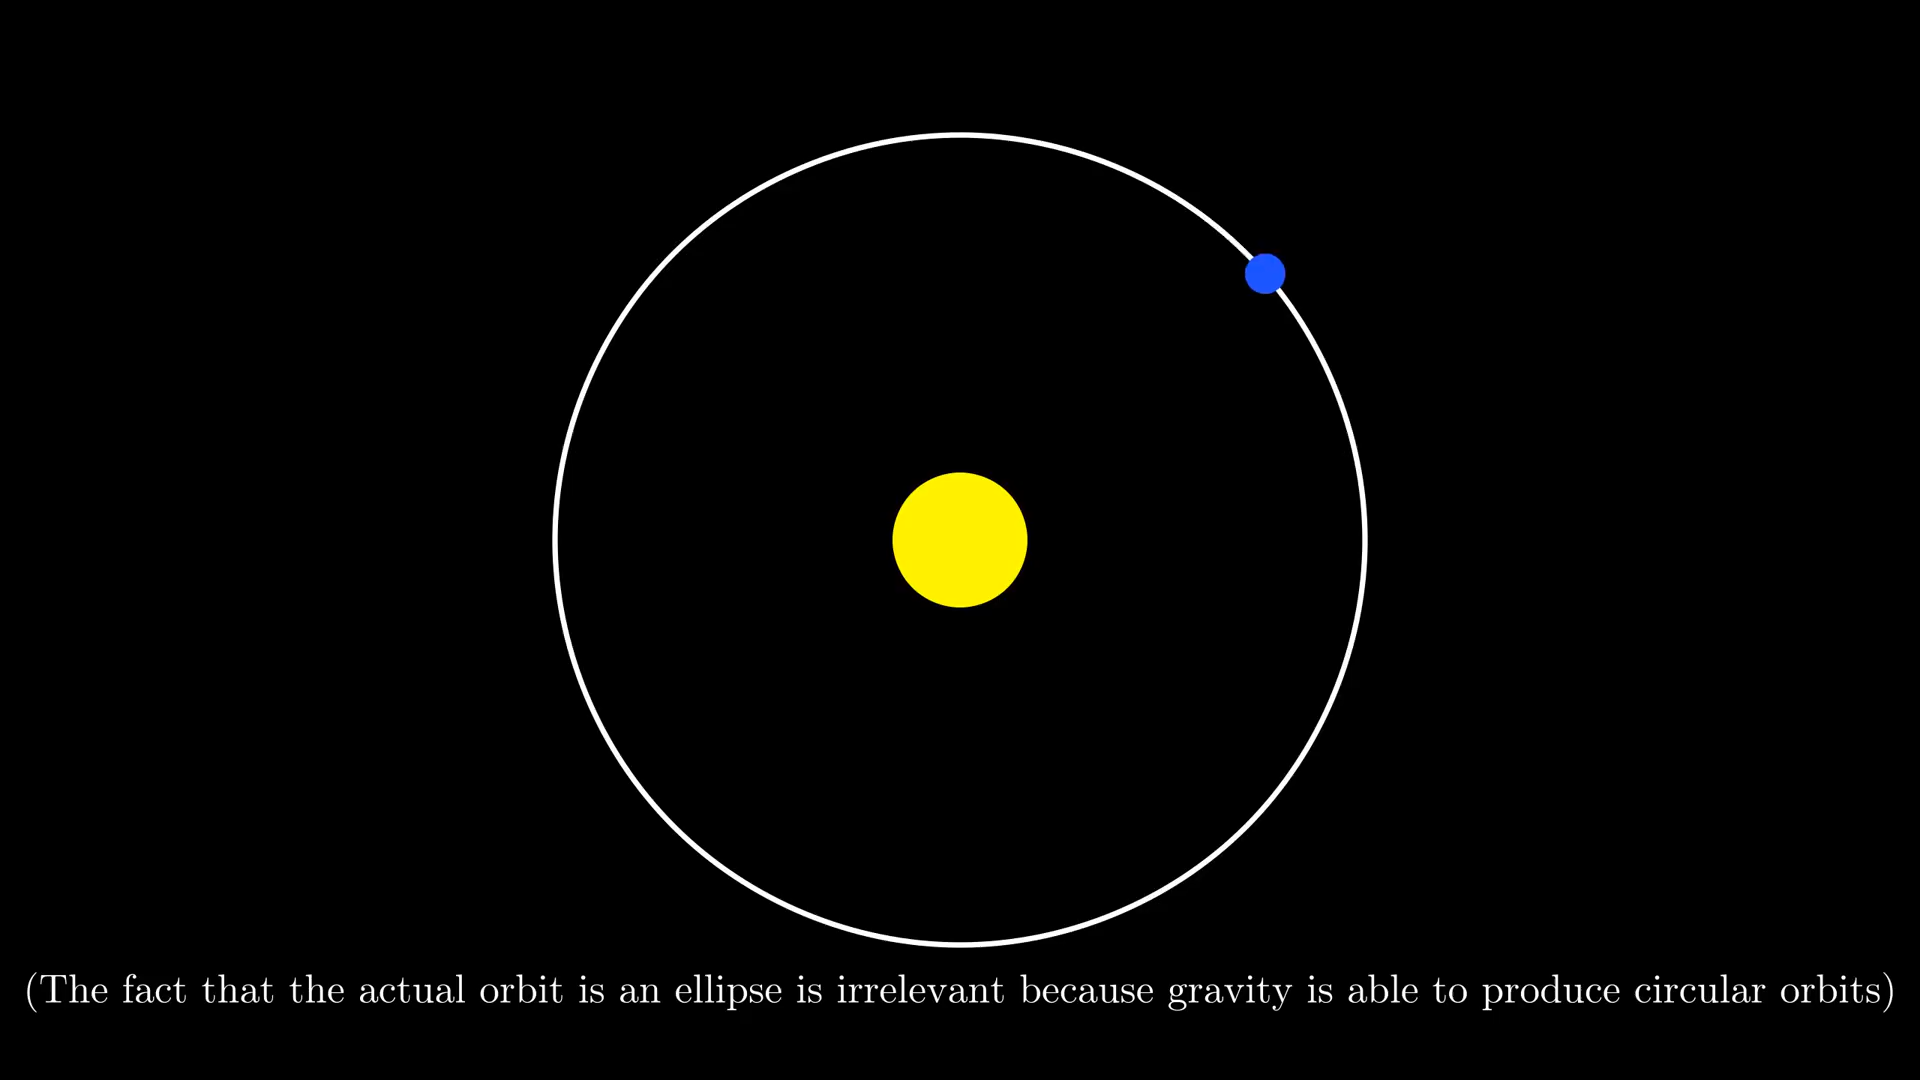 (The fact that the actual orbit is an ellipse is irrelevant because gravity is able to produce circular orbits)